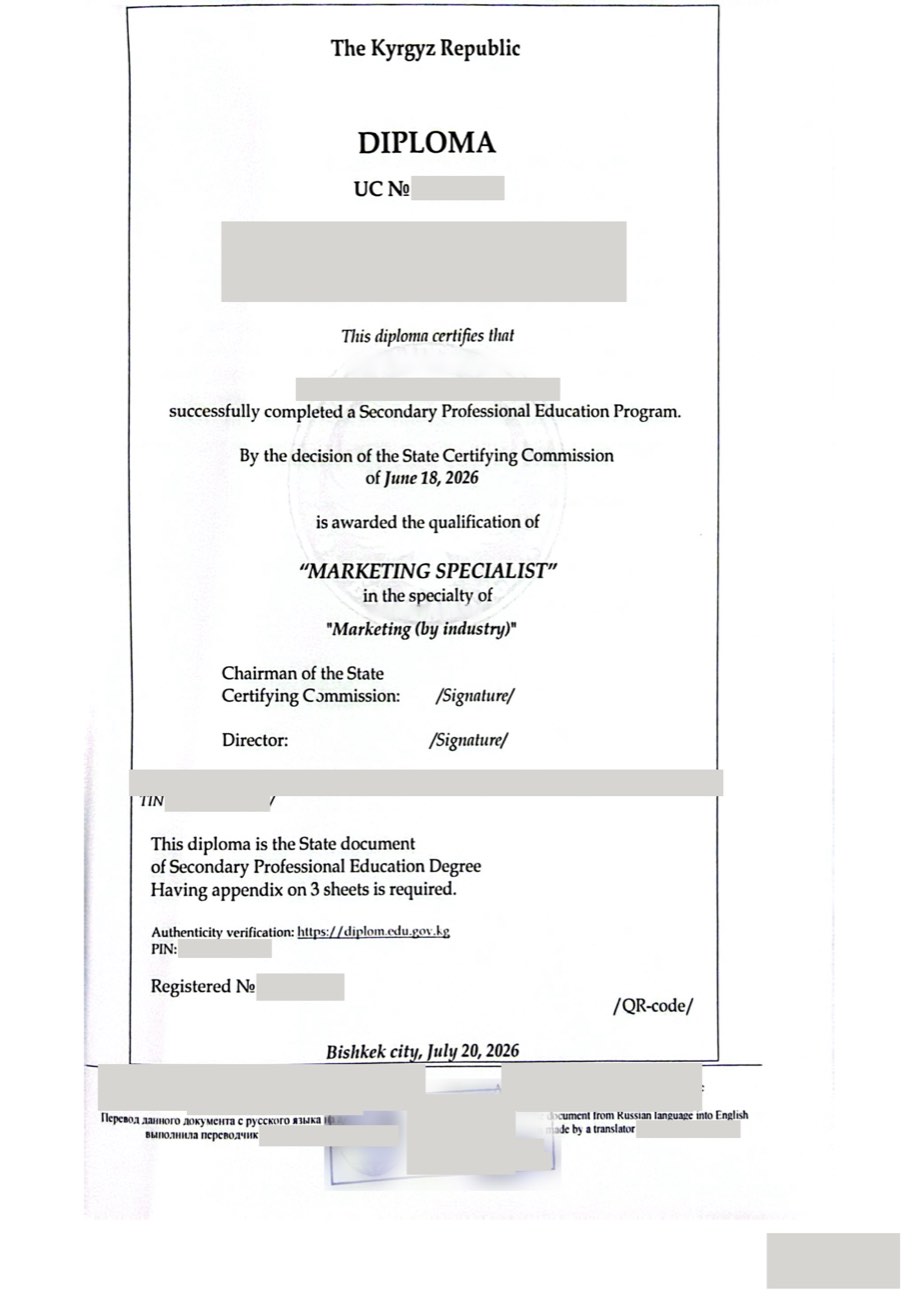 The Kyrgyz Republic
DIPLOMA
UC №
This diploma certifies that
successfully completed a Secondary Professional Education Program.
By the decision of the State Certifying Commission
of June 18, 2026
is awarded the qualification of
“MARKETING SPECIALIST”
in the specialty of
"Marketing (by industry)"
Chairman of the State
Certifying Commission: /Signature/
Director: /Signature/
TIN /
This diploma is the State document
of Secondary Professional Education Degree
Having appendix on 3 sheets is required.
Authenticity verification: https://diplom.edu.gov.kg
PIN:
Registered №
/QR-code/
Bishkek city, July 20, 2026
Перевод данного документа с русского языка
выполнила переводчик
document from Russian language into English
made by a translator